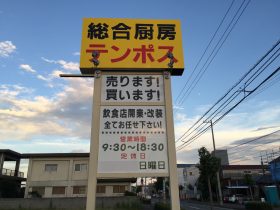 総合厨房
テンポス
売ります!
買います!
飲食店開業・改装
全てお任せ下さい!
営業時間
9:30~18:30
定休日
日曜日